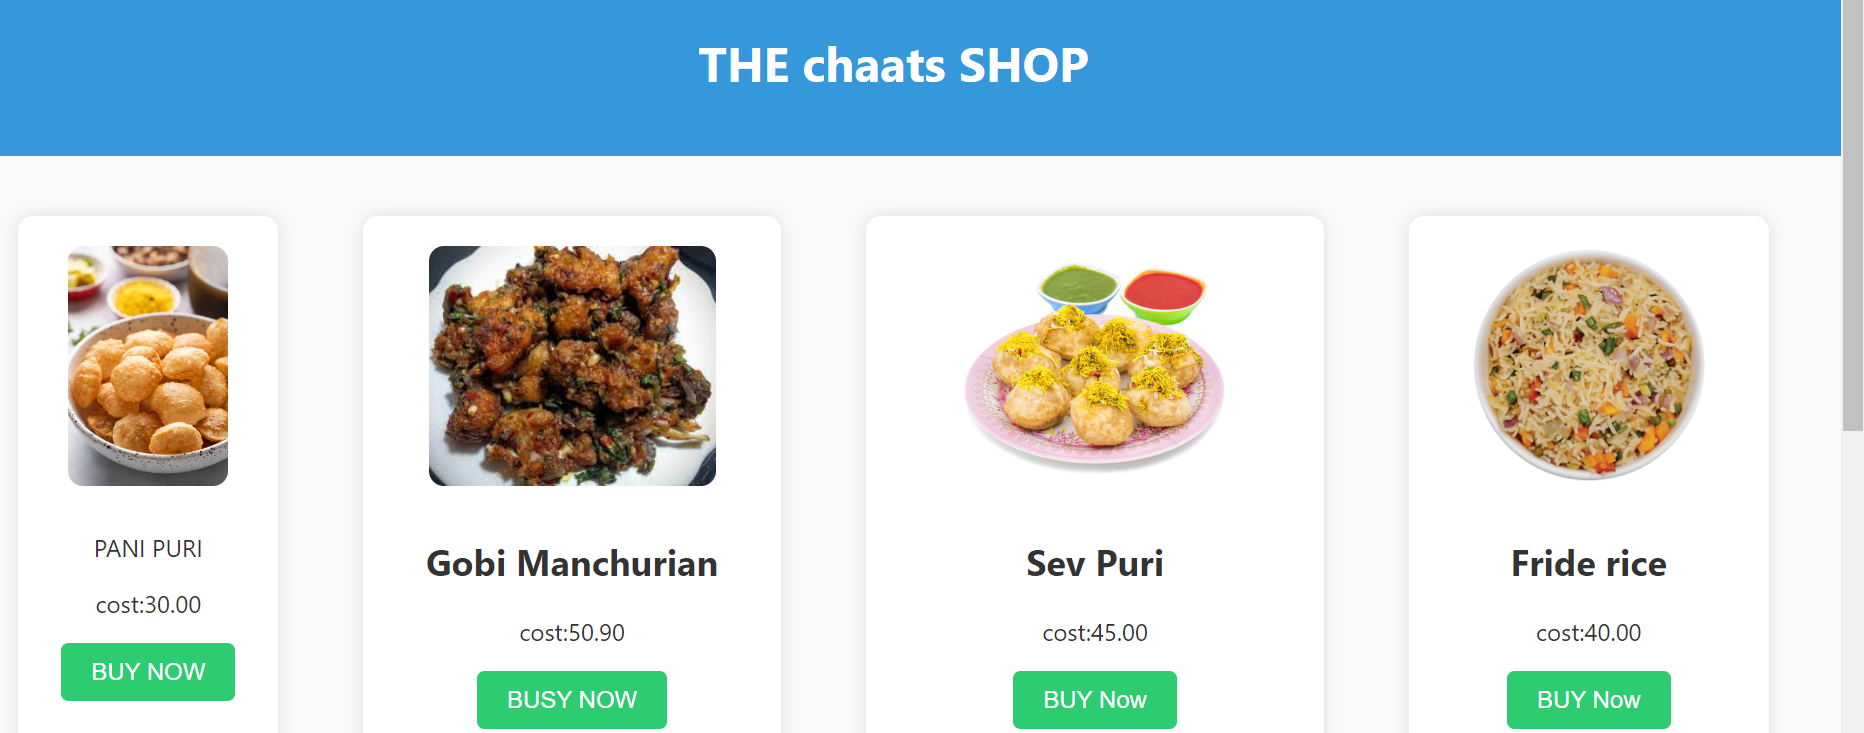 THE chaats SHOP
PANI PURI
cost:30.00
BUY NOW
Gobi Manchurian
cost:50.90
BUSY NOW
Sev Puri
cost:45.00
BUY Now
Fride rice
cost:40.00
BUY Now